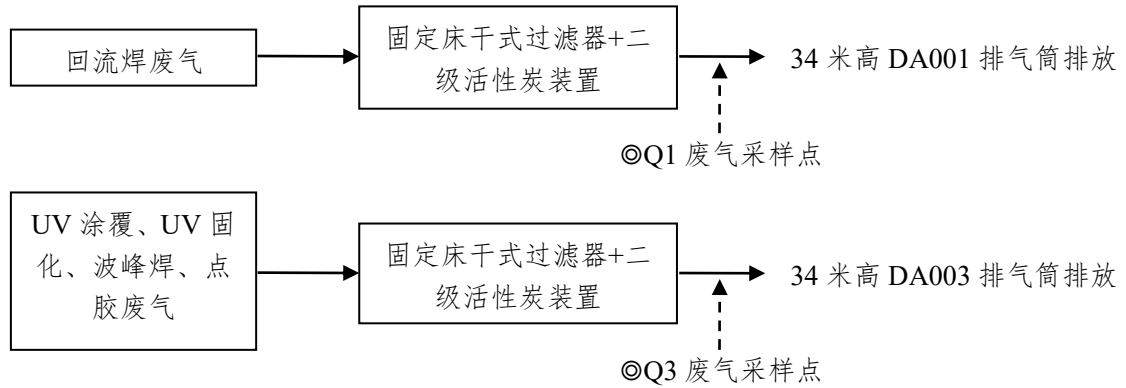 回流焊废气
固定床干式过滤器+二
级活性炭装置
34 米高 DA001 排气筒排放
◎Q1 废气采样点
UV 涂覆、UV 固
化、波峰焊、点
胶废气
固定床干式过滤器+二
级活性炭装置
34 米高 DA003 排气筒排放
◎Q3 废气采样点